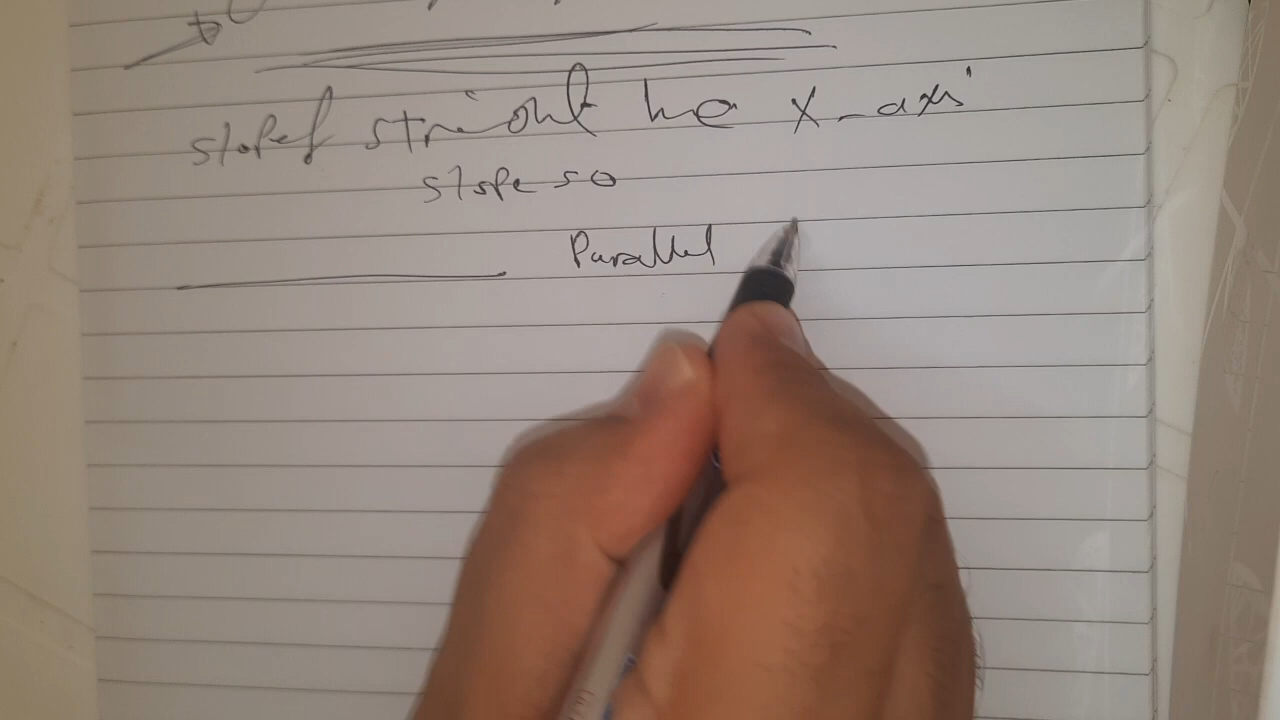 slope of straight line x-axis
slope = 0
Parallel